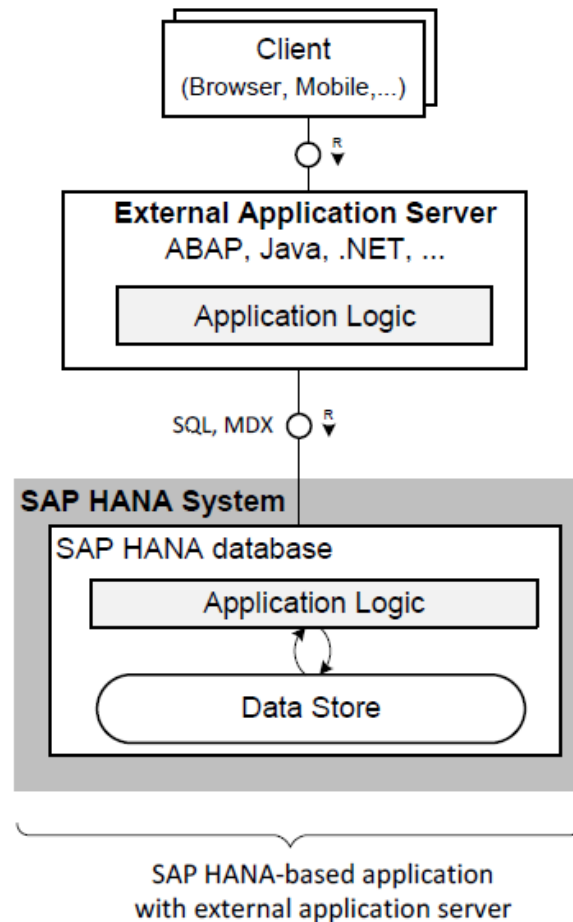 Client
(Browser, Mobile,...)
R
External Application Server
ABAP, Java, .NET, ...
Application Logic
SQL, MDX
R
SAP HANA System
SAP HANA database
Application Logic
Data Store
SAP HANA-based application
with external application server